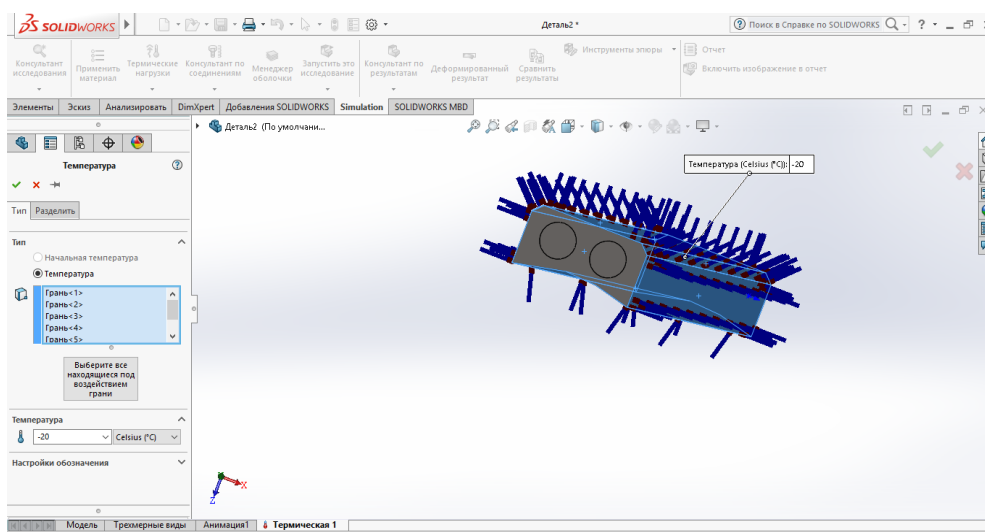 SOLIDWORKS
Деталь2 *
Поиск в Справке по SOLIDWORKS
Консультант исследования
Применить материал
Термические нагрузки
Консультант по соединениям
Менеджер оболочки
Запустить это исследование
Консультант по результатам
Деформированный результат
Сравнить результаты
Инструменты эпюры
Отчет
Включить изображение в отчет
Элементы Эскиз Анализировать DimXpert Добавления SOLIDWORKS Simulation SOLIDWORKS MBD
Деталь2 (По умолчани...
Температура
Тип Разделить
Тип
Начальная температура
Температура
Грань<1>
Грань<2>
Грань<3>
Грань<4>
Грань<5>
Выберите все
находящиеся под
воздействием
грани
Температура
-20 Celsius (°C)
Настройки обозначения
Температура (Celsius (°C)): -20
X
Z
Модель Трехмерные виды Анимация1 Термическая 1